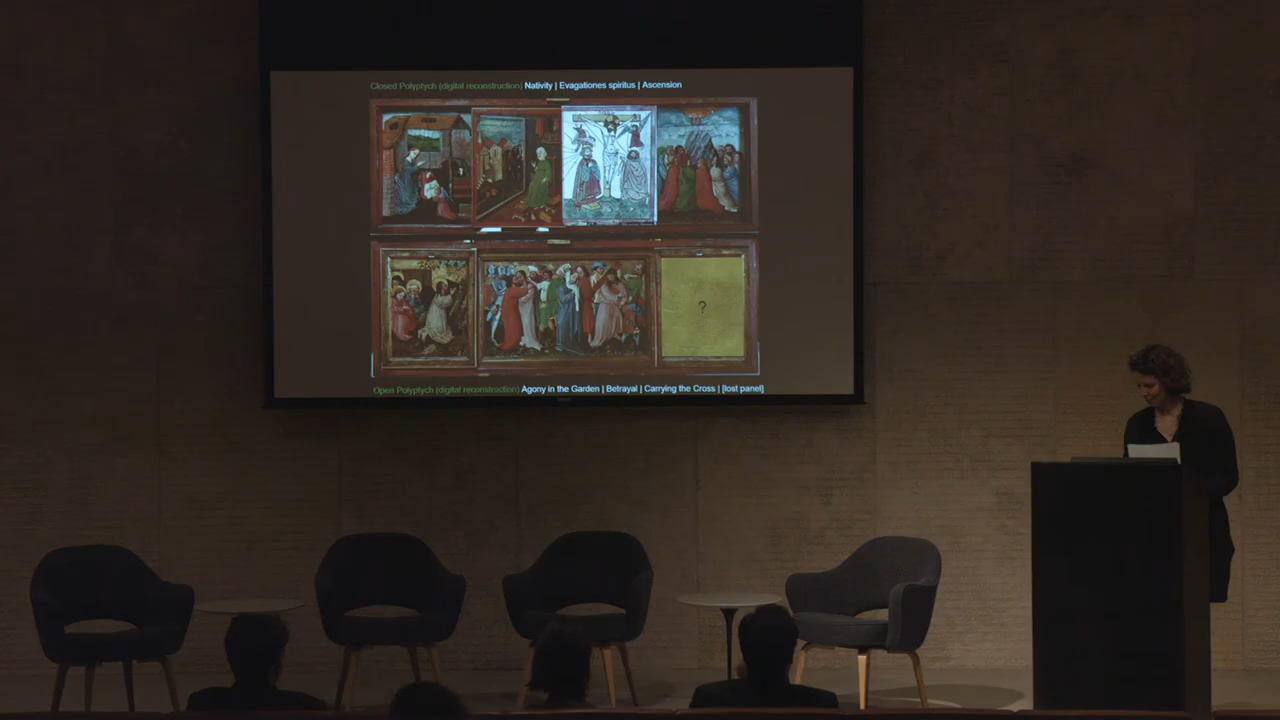 Closed Polyptych (digital reconstruction) Nativity | Evagationes spiritus | Ascension
?
Open Polyptych (digital reconstruction) Agony in the Garden | Betrayal | Carrying the Cross | [lost panel]